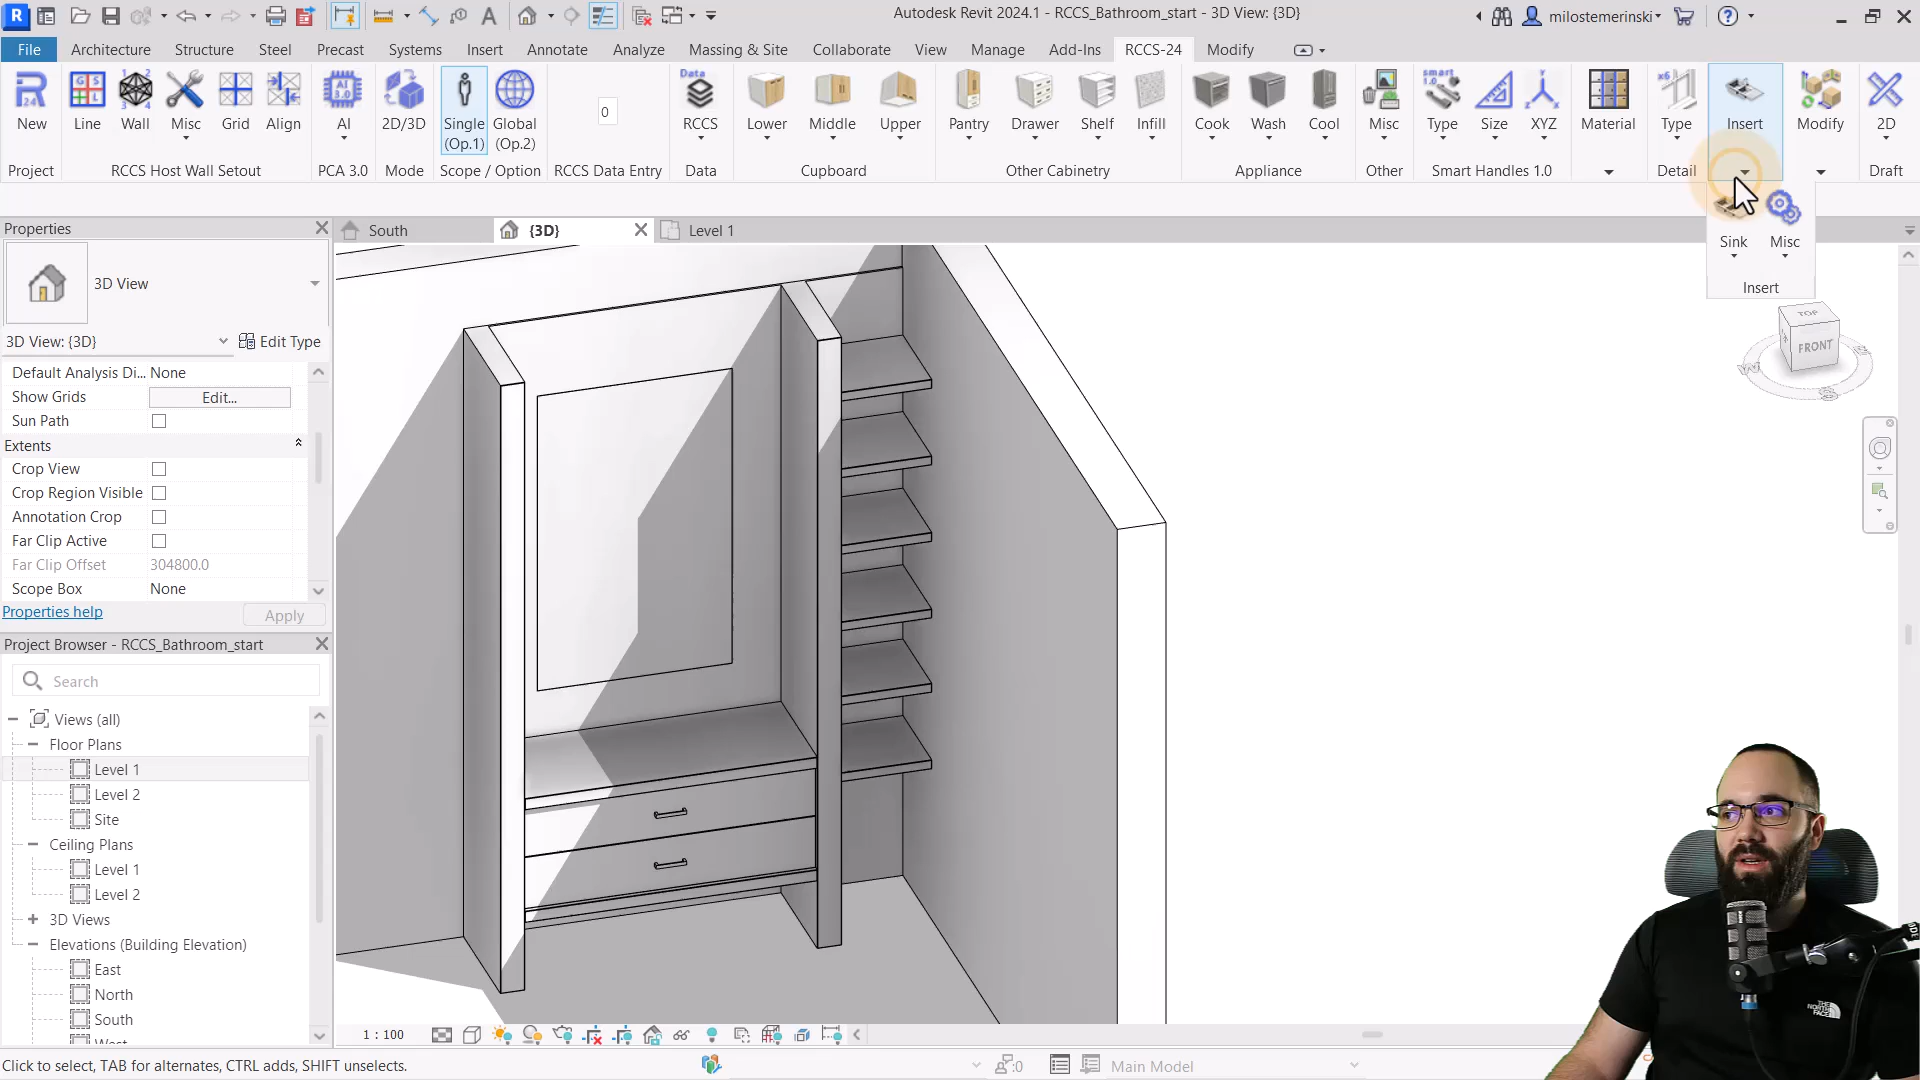 Autodesk Revit 2024.1 - RCCS_Bathroom_start - 3D View: {3D}
milostemerinski
File Architecture Structure Steel Precast Systems Insert Annotate Analyze Massing & Site Collaborate View Manage Add-Ins RCCS-24 Modify
New Line Wall Misc Grid Align AI 2D/3D Single (Op.1) Global (Op.2) 0 RCCS Lower Middle Upper Pantry Drawer Shelf Infill Cook Wash Cool Misc Type Size XYZ Material Type Insert Modify 2D
Project RCCS Host Wall Setout PCA 3.0 Mode Scope / Option RCCS Data Entry Data Cupboard Other Cabinetry Appliance Other Smart Handles 1.0 Detail Draft
Sink Misc
Insert
Properties
South {3D} Level 1
3D View
3D View: {3D} Edit Type
Default Analysis Di... None
Show Grids Edit...
Sun Path
Extents
Crop View
Crop Region Visible
Annotation Crop
Far Clip Active
Far Clip Offset 304800.0
Scope Box None
Properties help Apply
TOP
FRONT
Project Browser - RCCS_Bathroom_start
Search
Views (all)
Floor Plans
Level 1
Level 2
Site
Ceiling Plans
Level 1
Level 2
3D Views
Elevations (Building Elevation)
East
North
South
1 : 100
Click to select, TAB for alternates, CTRL adds, SHIFT unselects.
:0 Main Model
THE NORTH FACE